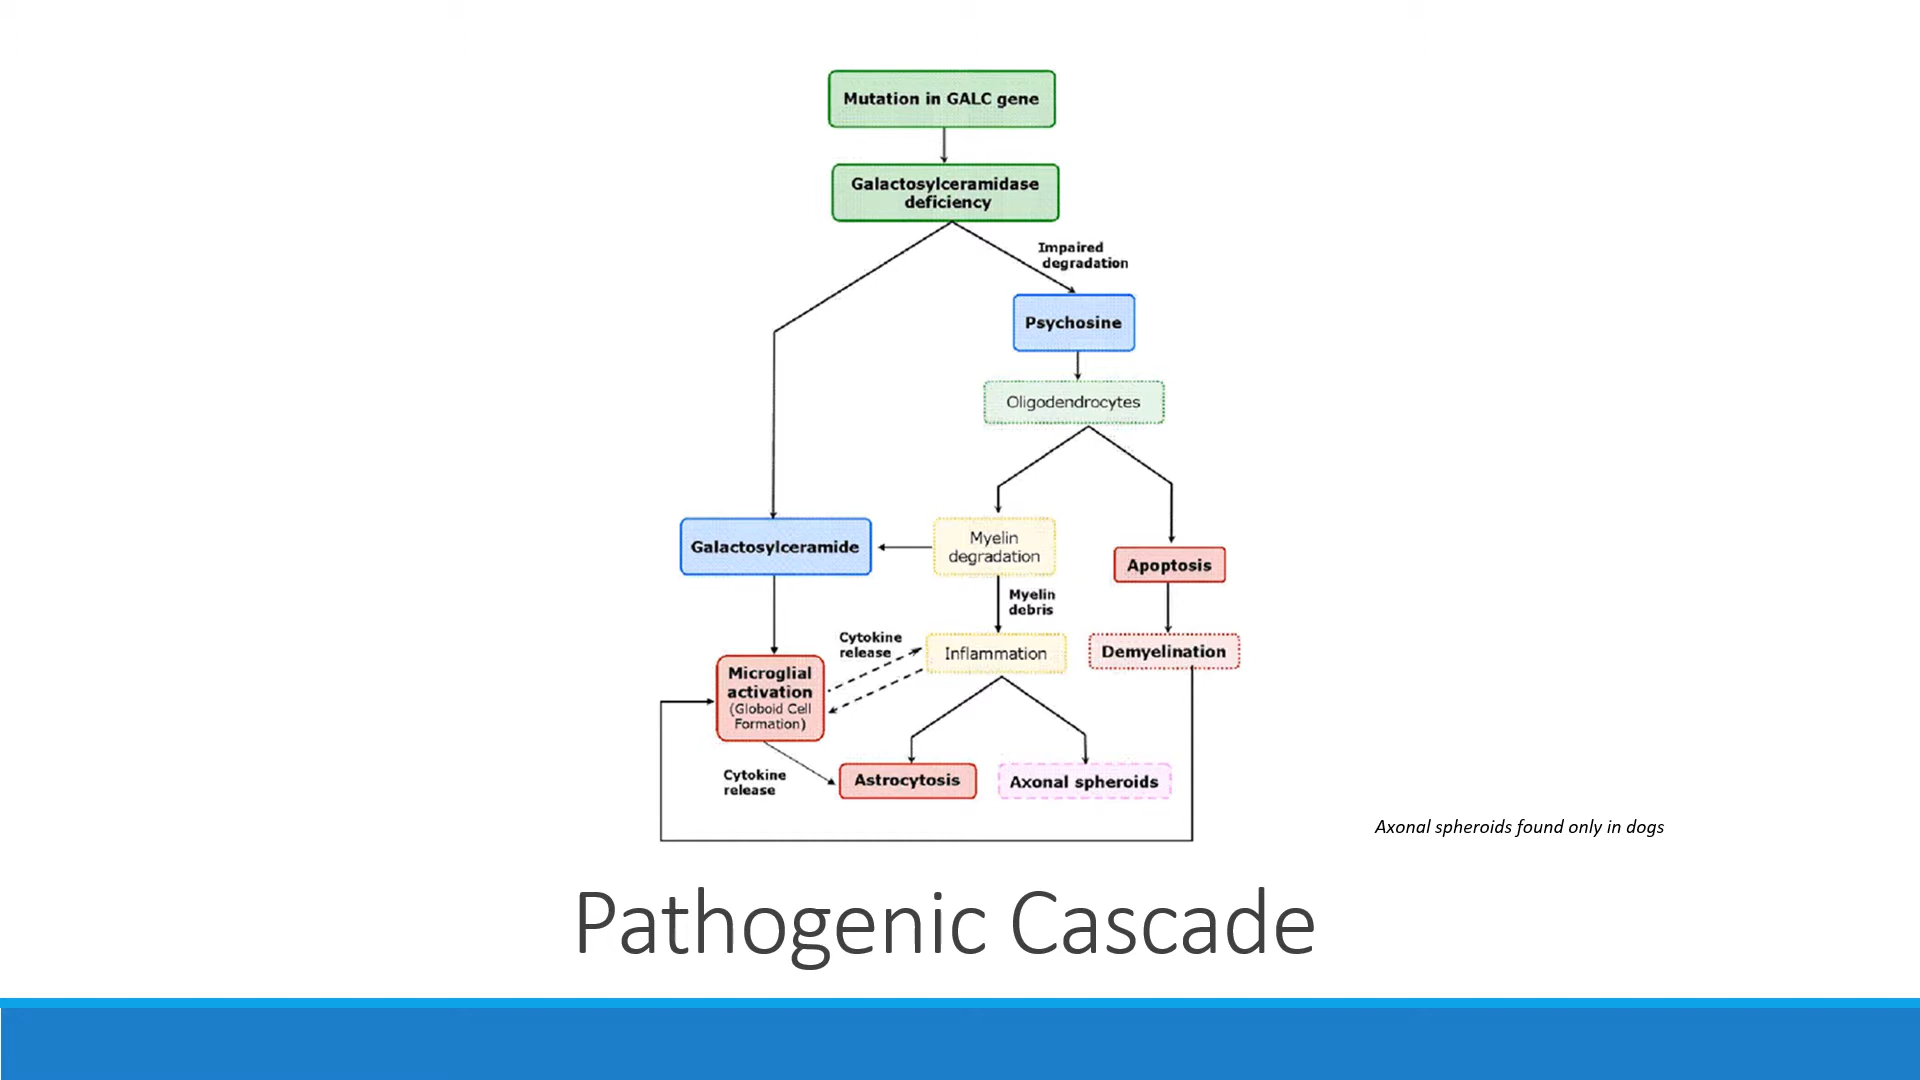 Mutation in GALC gene
Galactosylceramidase
deficiency
Impaired
degradation
Psychosine
Oligodendrocytes
Galactosylceramide
Myelin
degradation
Apoptosis
Myelin
debris
Cytokine
release
Inflammation
Demyelination
Microglial
activation
(Globoid Cell
Formation)
Cytokine
release
Astrocytosis
Axonal spheroids
Axonal spheroids found only in dogs
Pathogenic Cascade